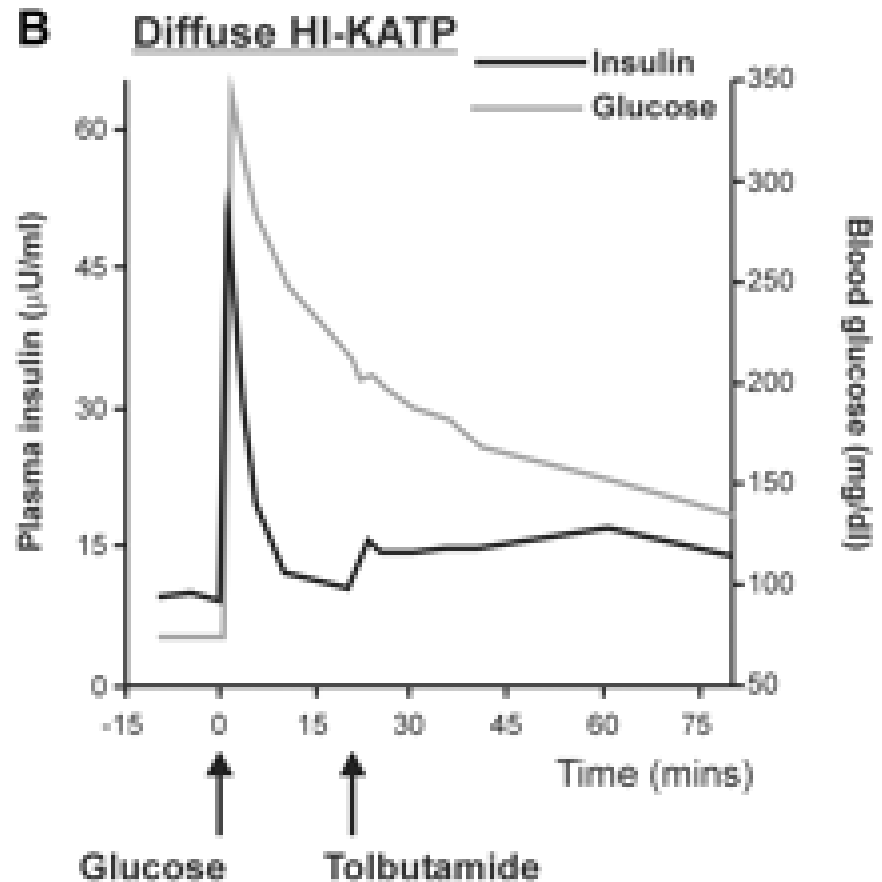 B Diffuse HI-KATP
Insulin
Glucose
Plasma insulin (µU/ml)
60
45
30
15
0
350
300
250
200
150
100
50
Blood glucose (mg/dl)
-15 0 15 30 45 60 75
Time (mins)
Glucose Tolbutamide